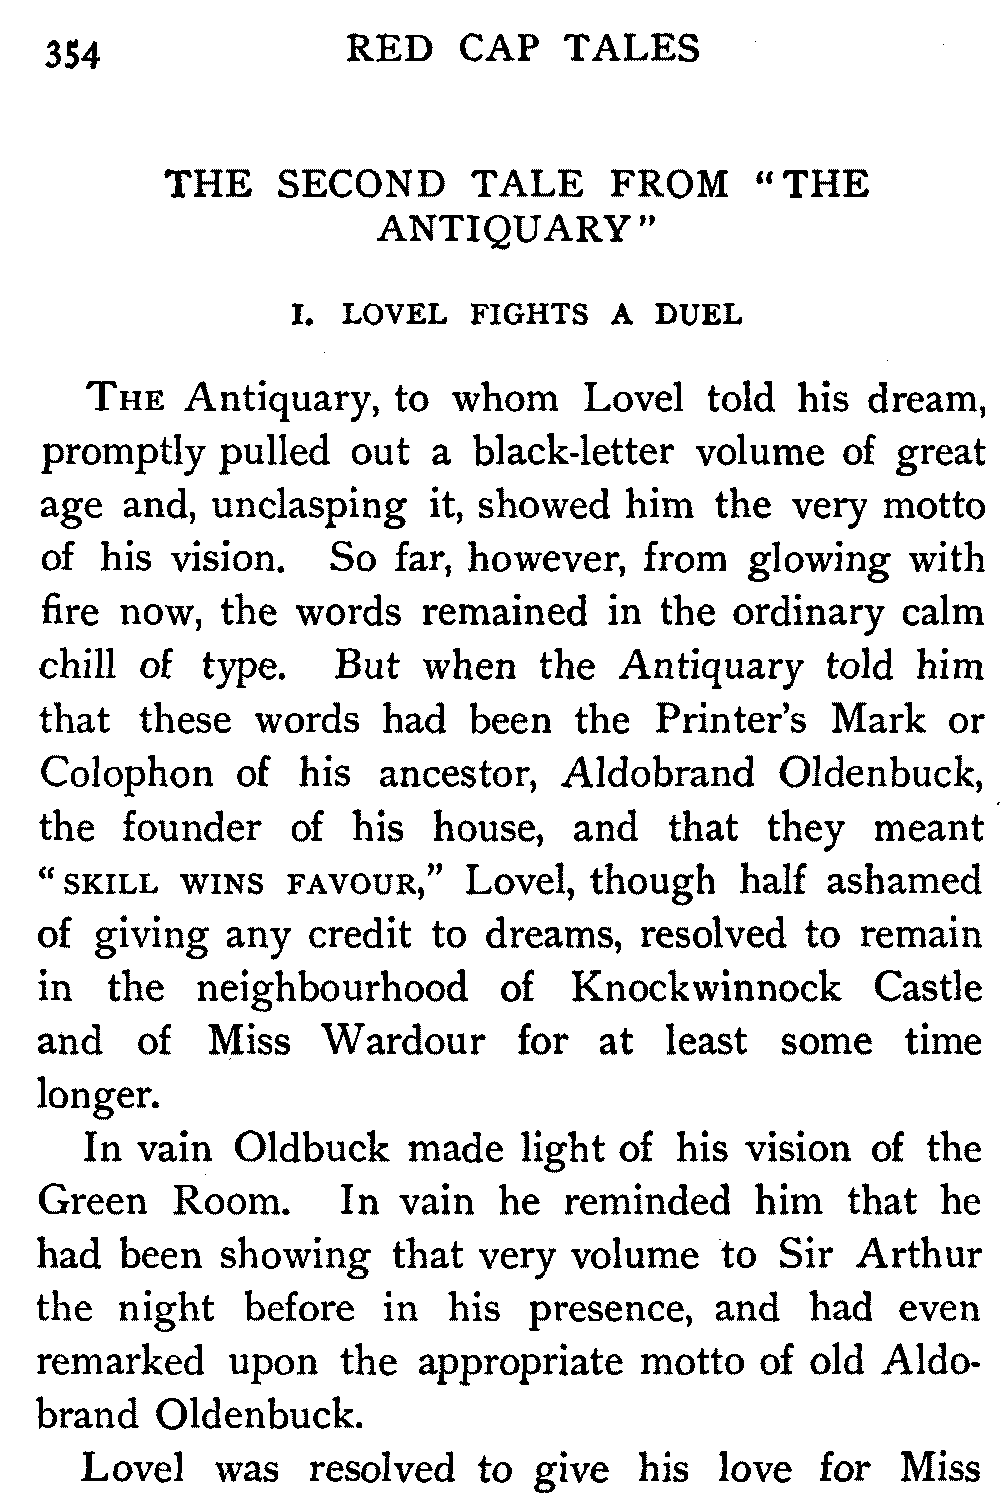 354 RED CAP TALES
THE SECOND TALE FROM "THE
ANTIQUARY"
I. LOVEL FIGHTS A DUEL
THE Antiquary, to whom Lovel told his dream,
promptly pulled out a black-letter volume of great
age and, unclasping it, showed him the very motto
of his vision. So far, however, from glowing with
fire now, the words remained in the ordinary calm
chill of type. But when the Antiquary told him
that these words had been the Printer's Mark or
Colophon of his ancestor, Aldobrand Oldenbuck,
the founder of his house, and that they meant
"SKILL WINS FAVOUR," Lovel, though half ashamed
of giving any credit to dreams, resolved to remain
in the neighbourhood of Knockwinnock Castle
and of Miss Wardour for at least some time
longer.
In vain Oldbuck made light of his vision of the
Green Room. In vain he reminded him that he
had been showing that very volume to Sir Arthur
the night before in his presence, and had even
remarked upon the appropriate motto of old Aldo-
brand Oldenbuck.
Lovel was resolved to give his love for Miss